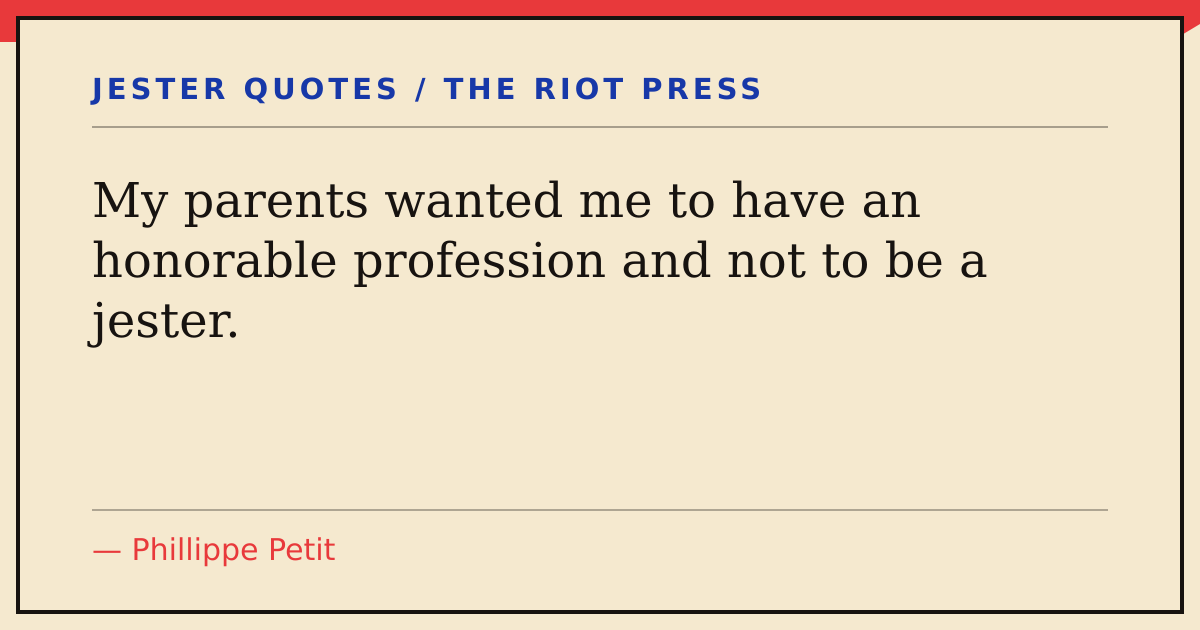 JESTER QUOTES / THE RIOT PRESS
My parents wanted me to have an
honorable profession and not to be a
jester.
— Phillippe Petit